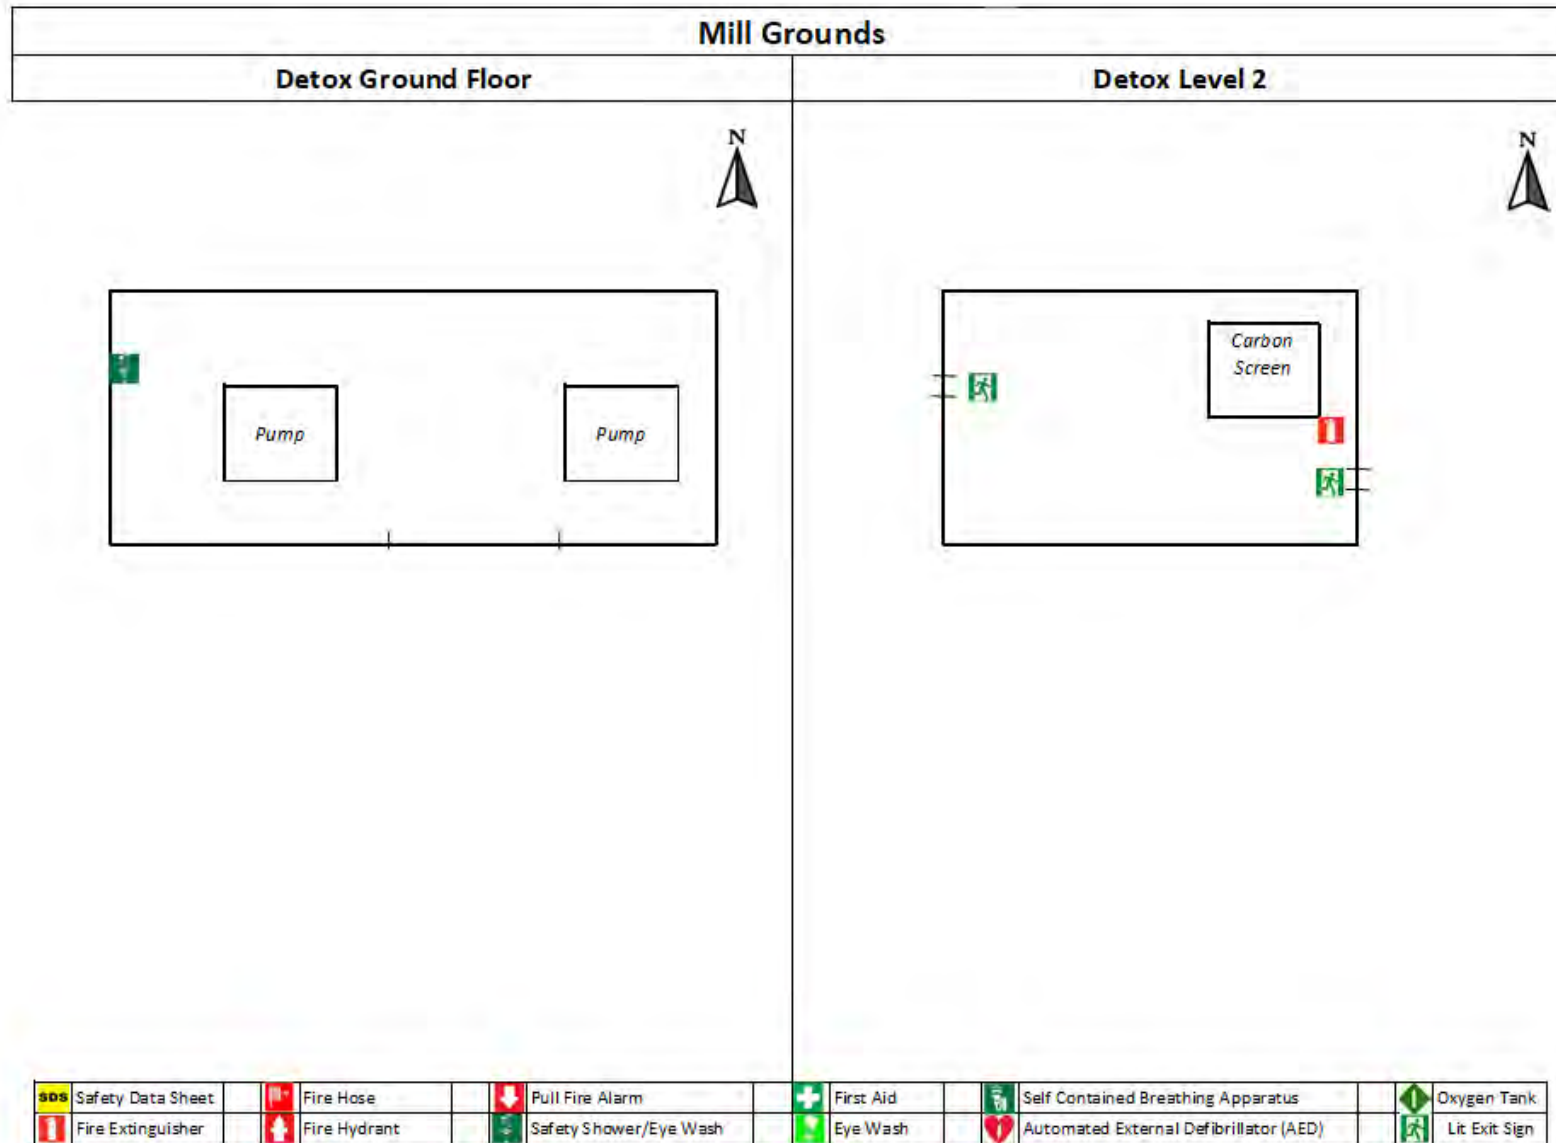 Mill Grounds
Detox Ground Floor
Detox Level 2
N
N
Pump
Pump
Carbon
Screen
SDS Safety Data Sheet
Fire Hose
Pull Fire Alarm
First Aid
Self Contained Breathing Apparatus
Oxygen Tank
Fire Extinguisher
Fire Hydrant
Safety Shower/Eye Wash
Eye Wash
Automated External Defibrillator (AED)
Lit Exit Sign